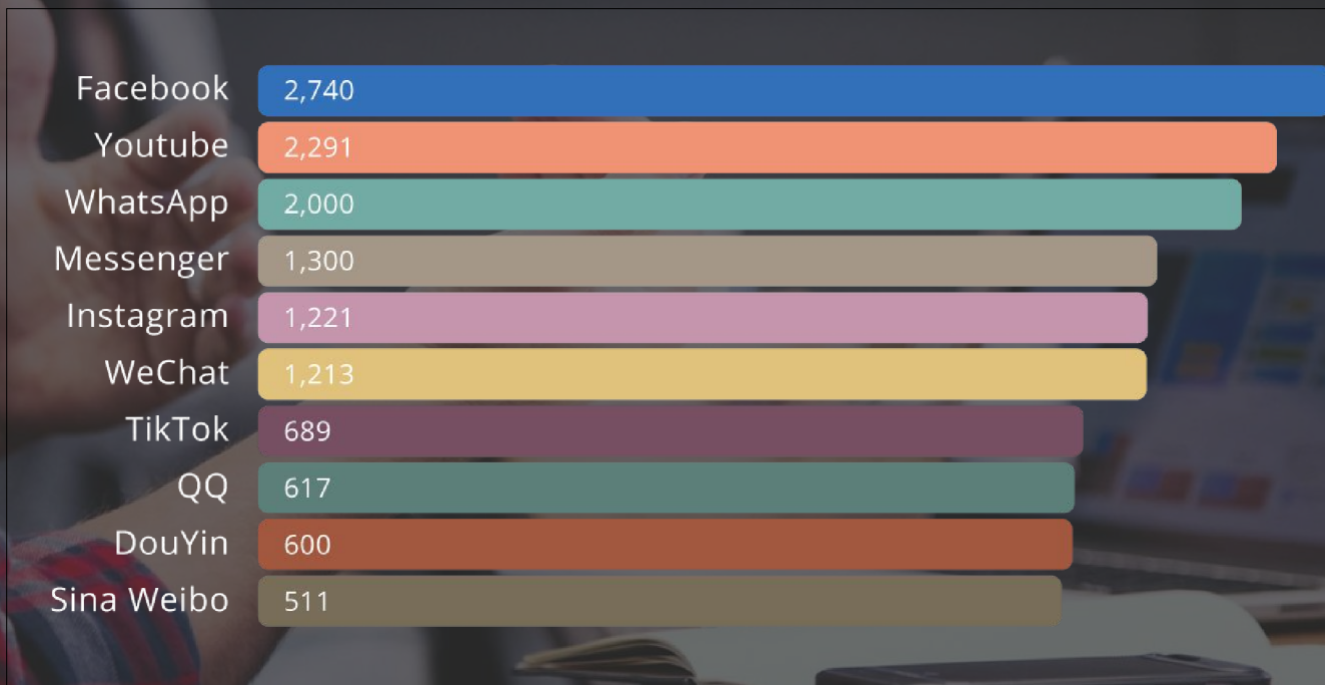 Facebook 2,740
Youtube 2,291
WhatsApp 2,000
Messenger 1,300
Instagram 1,221
WeChat 1,213
TikTok 689
QQ 617
DouYin 600
Sina Weibo 511